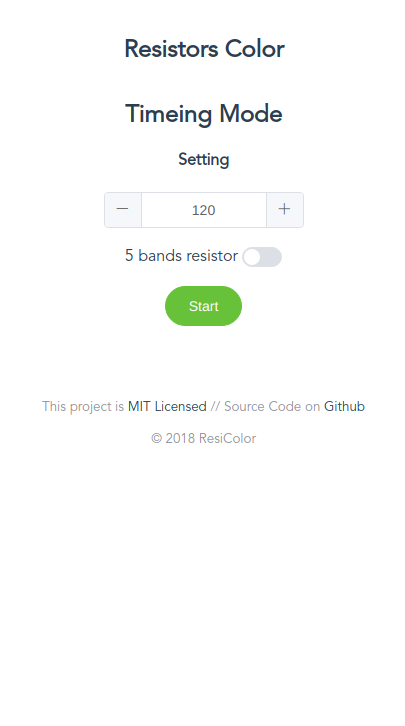 Resistors Color
Timeing Mode
Setting
120
5 bands resistor
Start
This project is MIT Licensed // Source Code on Github
© 2018 ResiColor